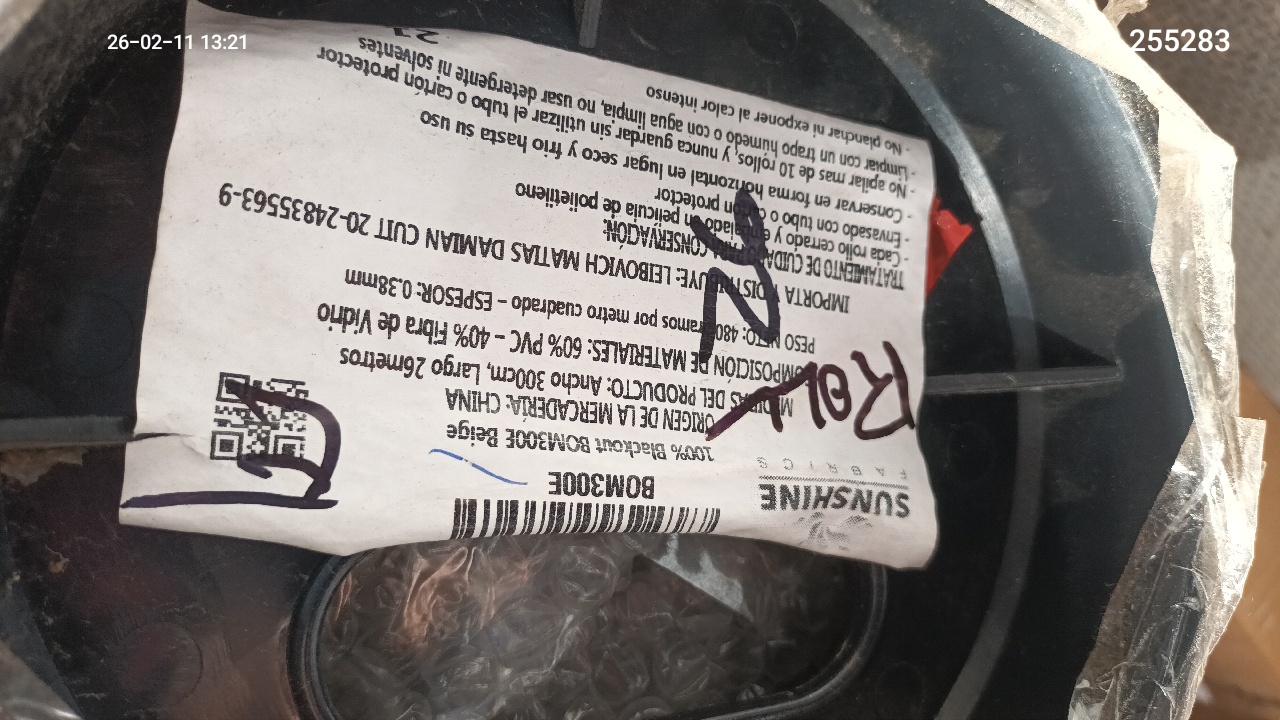 26-02-11 13:21
255283
SUNSHINE
FABRICS
BOM300E
100% Blackout BOM300E Beige
ORIGEN DE LA MERCADERÍA: CHINA
MEDIDAS DEL PRODUCTO: Ancho 300cm, Largo 26metros
COMPOSICIÓN DE MATERIALES: 60% PVC - 40% Fibra de Vidrio
PESO NETO: 480gramos por metro cuadrado - ESPESOR: 0.38mm
IMPORTA Y DISTRIBUYE: LEIBOVICH MATIAS DAMIAN CUIT 20-24835563-9
TRATAMIENTO DE CUIDADO PARA CONSERVACIÓN:
- Cada rollo cerrado y embalado en película de polietileno
- Envasado con tubo o cartón protector
- Conservar en forma horizontal en lugar seco y frio hasta su uso
- No apilar mas de 10 rollos, y nunca guardar sin utilizar el tubo o cartón protector
- Limpiar con un trapo humedo o con agua limpia, no usar detergente ni solventes
- No planchar ni exponer al calor intenso
21
ROL